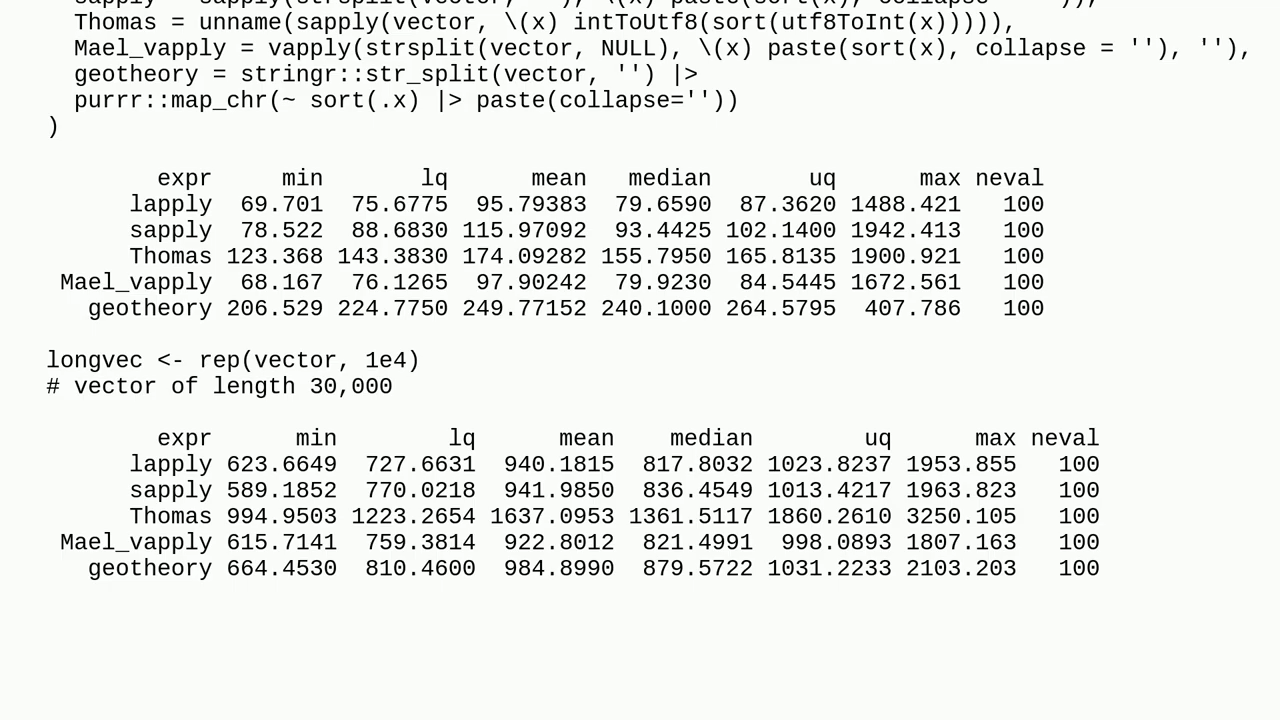 Thomas = unname(sapply(vector, \(x) intToUtf8(sort(utf8ToInt(x))))),
Mael_vapply = vapply(strsplit(vector, NULL), \(x) paste(sort(x), collapse = ''), ''),
geotheory = stringr::str_split(vector, '') |>
purrr::map_chr(~ sort(.x) |> paste(collapse=''))
)
expr min lq mean median uq max neval
lapply 69.701 75.6775 95.79383 79.6590 87.3620 1488.421 100
sapply 78.522 88.6830 115.97092 93.4425 102.1400 1942.413 100
Thomas 123.368 143.3830 174.09282 155.7950 165.8135 1900.921 100
Mael_vapply 68.167 76.1265 97.90242 79.9230 84.5445 1672.561 100
geotheory 206.529 224.7750 249.77152 240.1000 264.5795 407.786 100
longvec <- rep(vector, 1e4)
# vector of length 30,000
expr min lq mean median uq max neval
lapply 623.6649 727.6631 940.1815 817.8032 1023.8237 1953.855 100
sapply 589.1852 770.0218 941.9850 836.4549 1013.4217 1963.823 100
Thomas 994.9503 1223.2654 1637.0953 1361.5117 1860.2610 3250.105 100
Mael_vapply 615.7141 759.3814 922.8012 821.4991 998.0893 1807.163 100
geotheory 664.4530 810.4600 984.8990 879.5722 1031.2233 2103.203 100